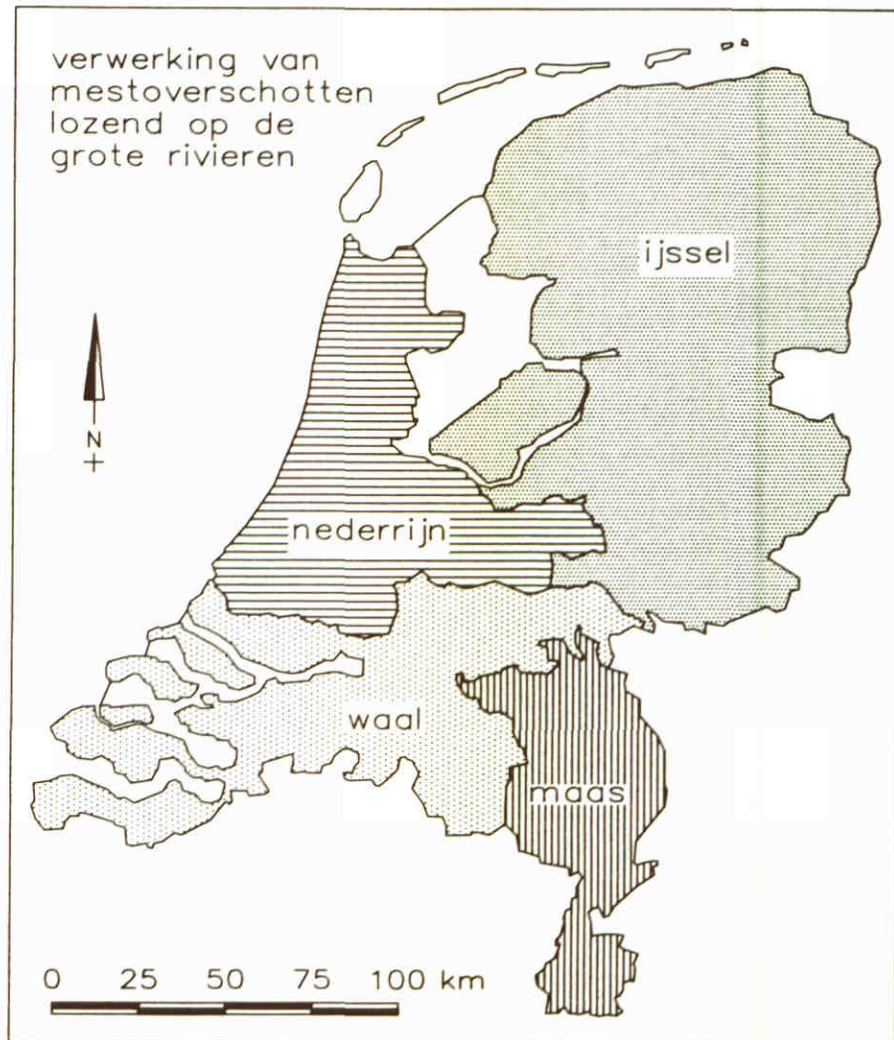 verwerking van
mestoverschotten
lozend op de
grote rivieren
ijssel
N
nederrijn
waal
maas
0 25 50 75 100 km